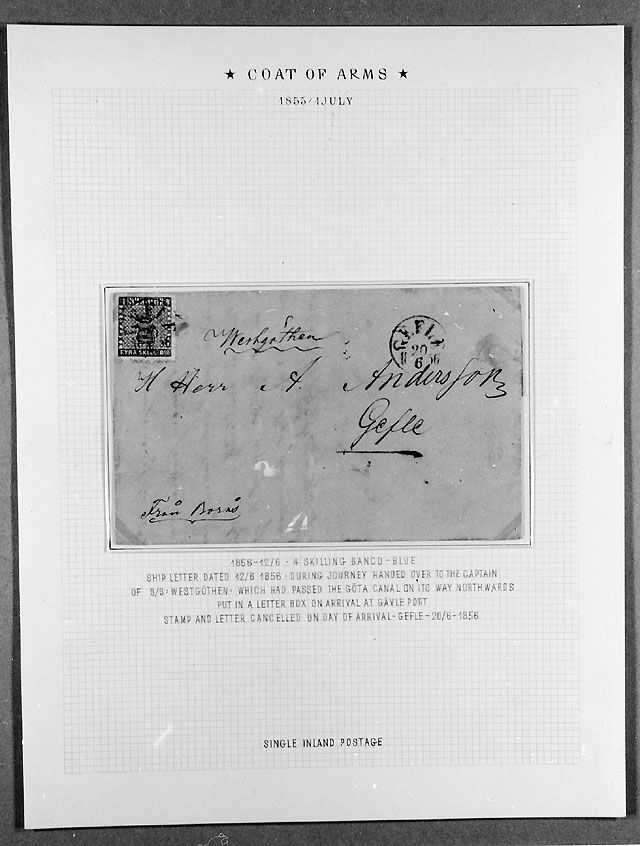 ★ COAT OF ARMS ★
1855/1JULY
FYRA SKILL. BCO
Westgöthen
GEFLE
20
6
H Herr A. Andersson
Gefle
Från Borås
1856-12/6 · 4 SKILLING BANCO-BLUE
SHIP LETTER DATED 12/6 1856 · DURING JOURNEY HANDED OVER TO THE CAPTAIN
OF S/S ›WESTGÖTHEN‹ WHICH HAD PASSED THE GÖTA CANAL ON ITS WAY NORTHWARDS
PUT IN A LETTER BOX ON ARRIVAL AT GÄVLE PORT
STAMP AND LETTER CANCELLED ON DAY OF ARRIVAL-GEFLE-20/6-1856
SINGLE INLAND POSTAGE